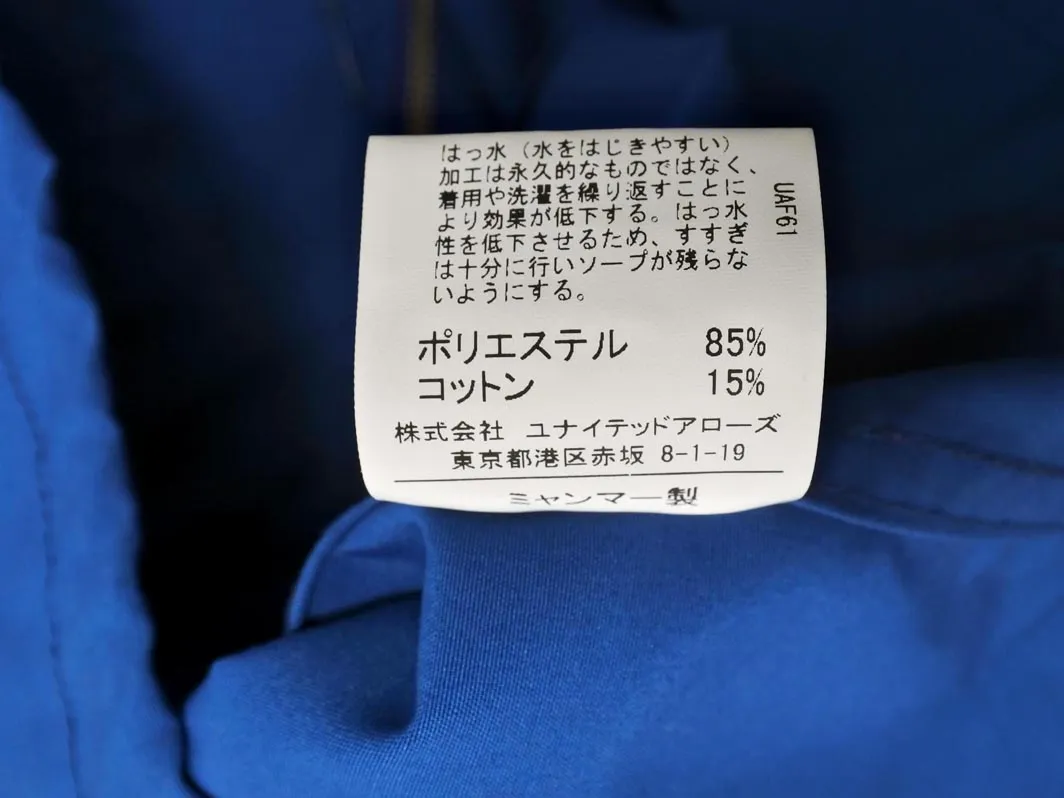 はっ水（水をはじきやすい）
加工は永久的なものではなく、
着用や洗濯を繰り返すことに
より効果が低下する。はっ水
性を低下させるため、すすぎ
は十分に行いソープが残らな
いようにする。
UAF61
ポリエステル 85%
コットン 15%
株式会社 ユナイテッドアローズ
東京都港区赤坂 8-1-19
ミャンマー製